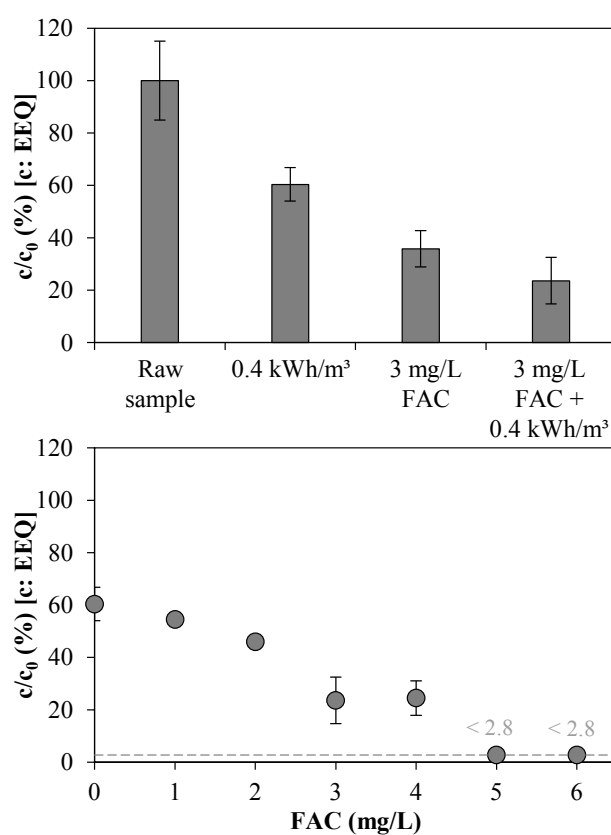 c/c₀ (%) [c: EEQ]
120
100
80
60
40
20
0
Raw sample
0.4 kWh/m³
3 mg/L FAC
3 mg/L FAC + 0.4 kWh/m³
c/c₀ (%) [c: EEQ]
120
100
80
60
40
20
0
< 2.8
< 2.8
0 1 2 3 4 5 6
FAC (mg/L)